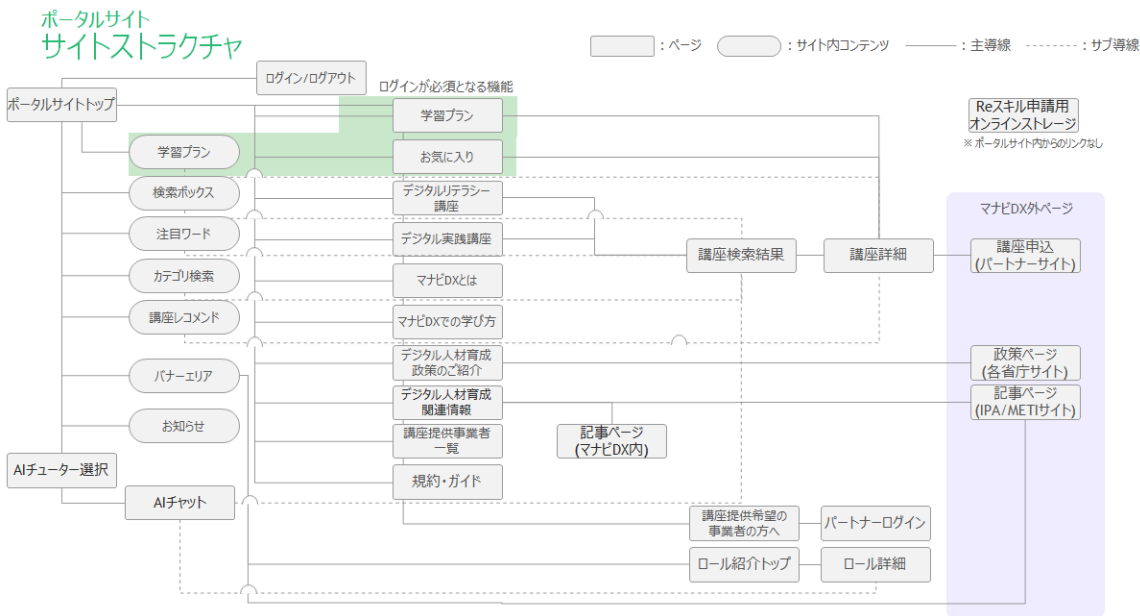 ポータルサイト
サイトストラクチャ
：ページ
：サイト内コンテンツ
：主導線
：サブ導線
ログイン/ログアウト
ログインが必須となる機能
ポータルサイトトップ
学習プラン
Reスキル申請用
オンラインストレージ
※ ポータルサイト内からのリンクなし
学習プラン
お気に入り
検索ボックス
デジタルリテラシー
講座
マナビDX外ページ
注目ワード
デジタル実践講座
講座検索結果
講座詳細
講座申込
(パートナーサイト)
カテゴリ検索
マナビDXとは
講座レコメンド
マナビDXでの学び方
バナーエリア
デジタル人材育成
政策のご紹介
政策ページ
(各省庁サイト)
デジタル人材育成
関連情報
記事ページ
(IPA/METIサイト)
お知らせ
講座提供事業者
一覧
記事ページ
(マナビDX内)
AIチューター選択
規約・ガイド
AIチャット
講座提供希望の
事業者の方へ
パートナーログイン
ロール紹介トップ
ロール詳細